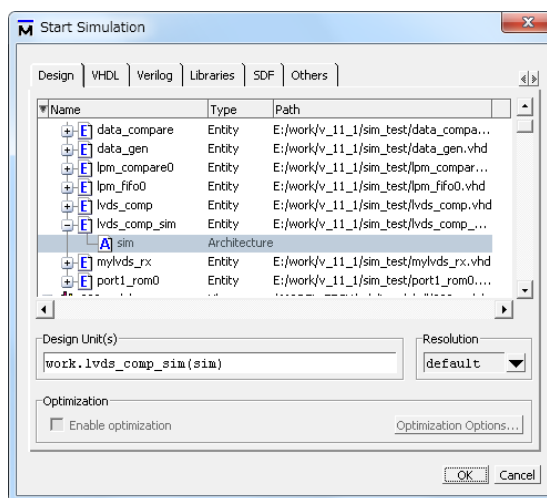 Start Simulation
Design VHDL Verilog Libraries SDF Others
Name Type Path
E data_compare Entity E:/work/v_11_1/sim_test/data_compa...
E data_gen Entity E:/work/v_11_1/sim_test/data_gen.vhd
E lpm_compare0 Entity E:/work/v_11_1/sim_test/lpm_compar...
E lpm_fifo0 Entity E:/work/v_11_1/sim_test/lpm_fifo0.vhd
E lvds_comp Entity E:/work/v_11_1/sim_test/lvds_comp.vhd
E lvds_comp_sim Entity E:/work/v_11_1/sim_test/lvds_comp_...
A sim Architecture
E mylvds_rx Entity E:/work/v_11_1/sim_test/mylvds_rx.vhd
E port1_rom0 Entity E:/work/v_11_1/sim_test/port1_rom0....
Design Unit(s) Resolution
work.lvds_comp_sim(sim) default
Optimization
Enable optimization Optimization Options...
OK Cancel